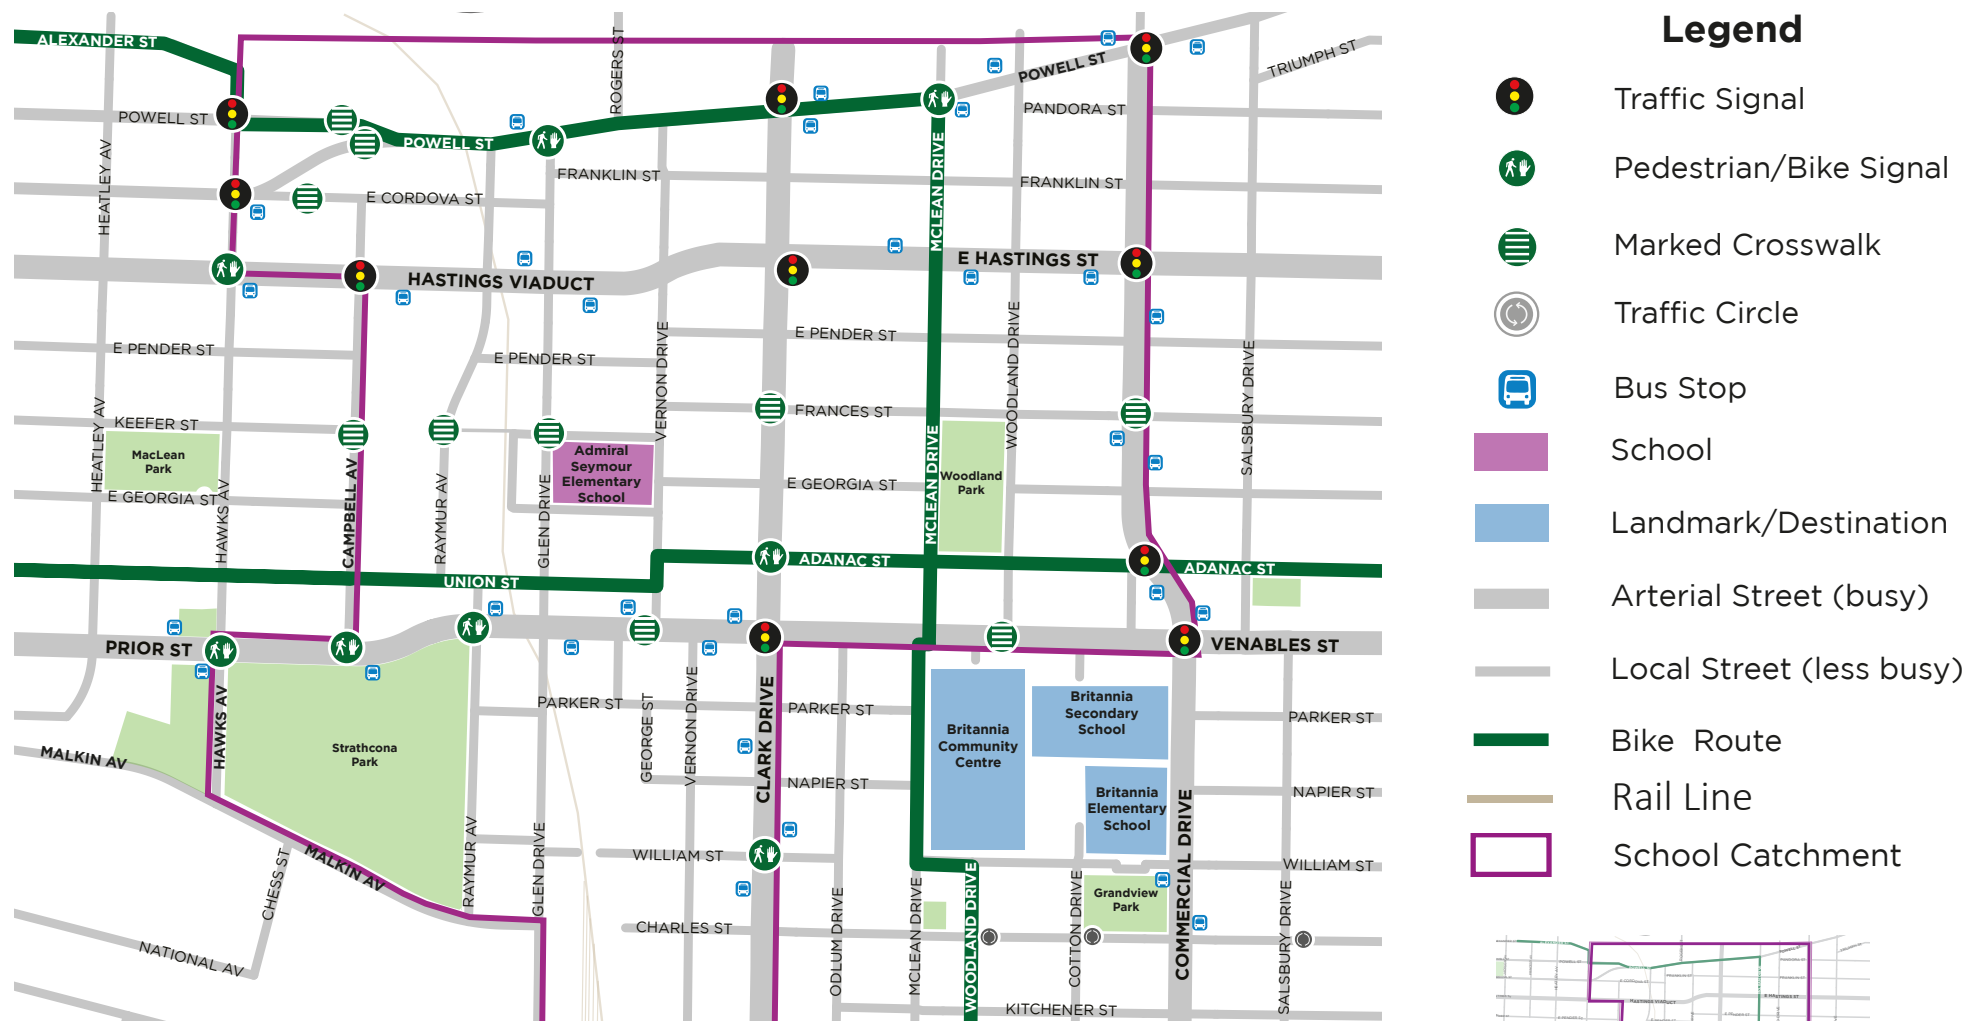 ALEXANDER ST
ROGERS ST
POWELL ST
TRIUMPH ST
POWELL ST
PANDORA ST
POWELL ST
HEATLEY AV
MCLEAN DRIVE
FRANKLIN ST
FRANKLIN ST
E CORDOVA ST
E HASTINGS ST
HASTINGS VIADUCT
E PENDER ST
E PENDER ST
E PENDER ST
VERNON DRIVE
WOODLAND DRIVE
SALSBURY DRIVE
HEATLEY AV
KEEFER ST
FRANCES ST
MacLean
Park
Admiral
Seymour
Elementary
School
MCLEAN DRIVE
Woodland
Park
E GEORGIA ST
E GEORGIA ST
HAWKS AV
CAMPBELL AV
RAYMUR AV
GLEN DRIVE
UNION ST
ADANAC ST
ADANAC ST
PRIOR ST
VENABLES ST
HAWKS AV
Strathcona
Park
PARKER ST
PARKER ST
PARKER ST
GEORGE ST
VERNON DRIVE
CLARK DRIVE
Britannia
Community
Centre
Britannia
Secondary
School
Britannia
Elementary
School
MALKIN AV
NAPIER ST
NAPIER ST
COMMERCIAL DRIVE
MALKIN AV
CHESS ST
RAYMUR AV
GLEN DRIVE
WILLIAM ST
WILLIAM ST
Grandview
Park
ODLUM DRIVE
MCLEAN DRIVE
WOODLAND DRIVE
COTTON DRIVE
SALSBURY DRIVE
CHARLES ST
NATIONAL AV
KITCHENER ST
Legend
Traffic Signal
Pedestrian/Bike Signal
Marked Crosswalk
Traffic Circle
Bus Stop
School
Landmark/Destination
Arterial Street (busy)
Local Street (less busy)
Bike Route
Rail Line
School Catchment
HASTINGS VIADUCT
E HASTINGS ST